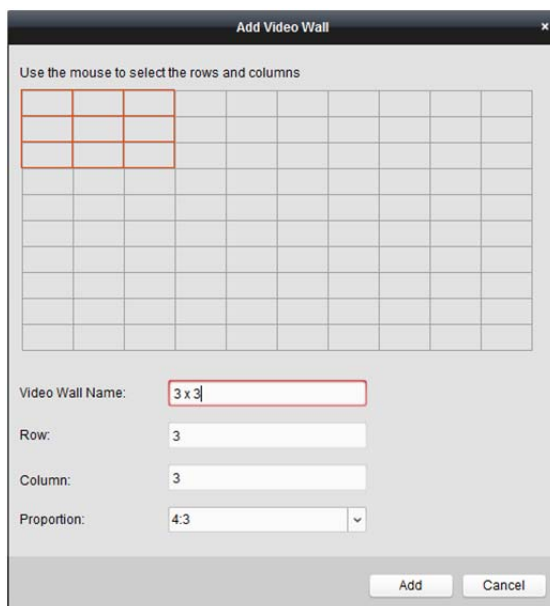 Add Video Wall ×
Use the mouse to select the rows and columns
Video Wall Name: 3 x 3
Row: 3
Column: 3
Proportion: 4:3
Add Cancel